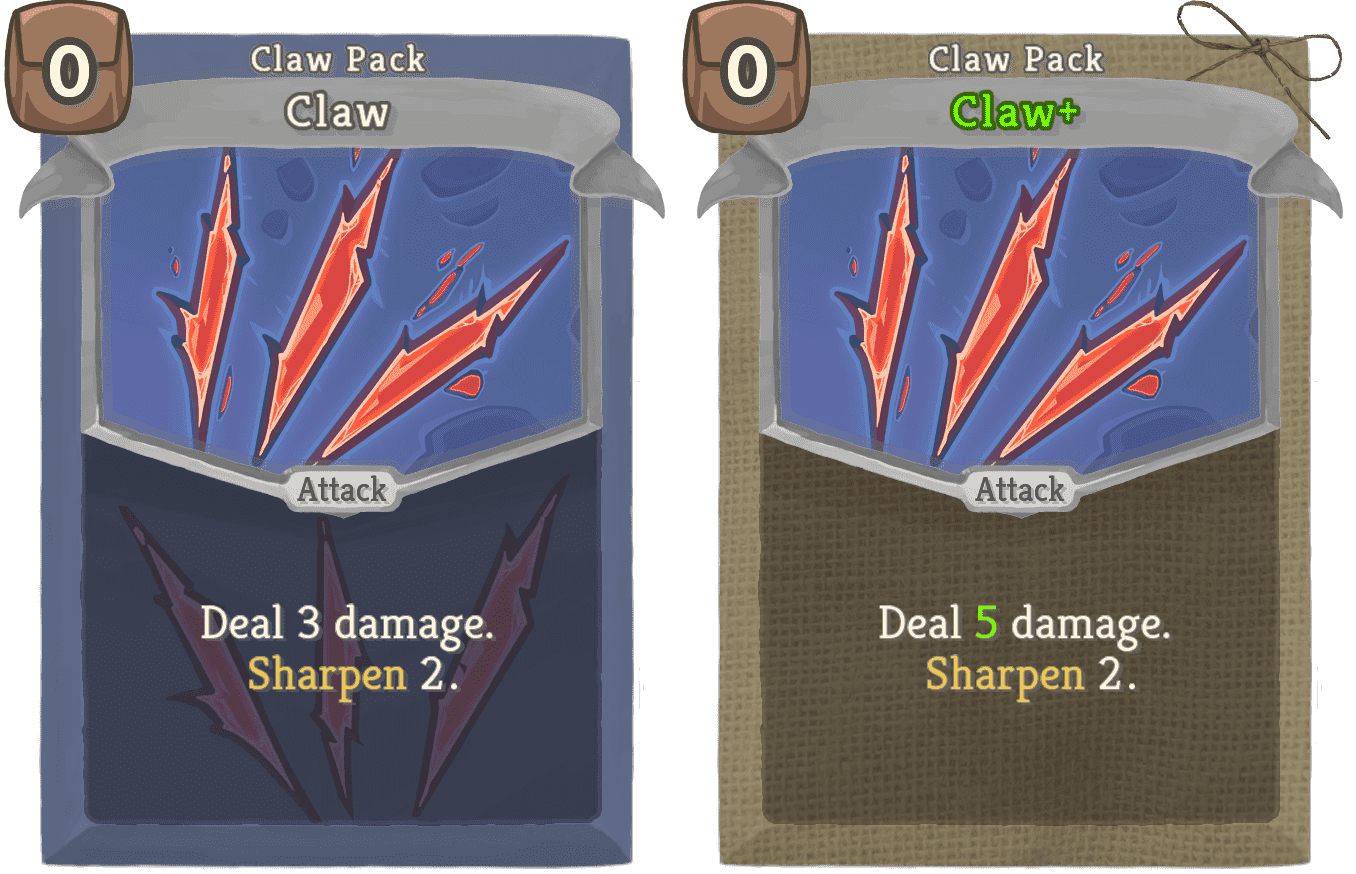 0
Claw Pack
Claw
Attack
Deal 3 damage.
Sharpen 2.
0
Claw Pack
Claw+
Attack
Deal 5 damage.
Sharpen 2.